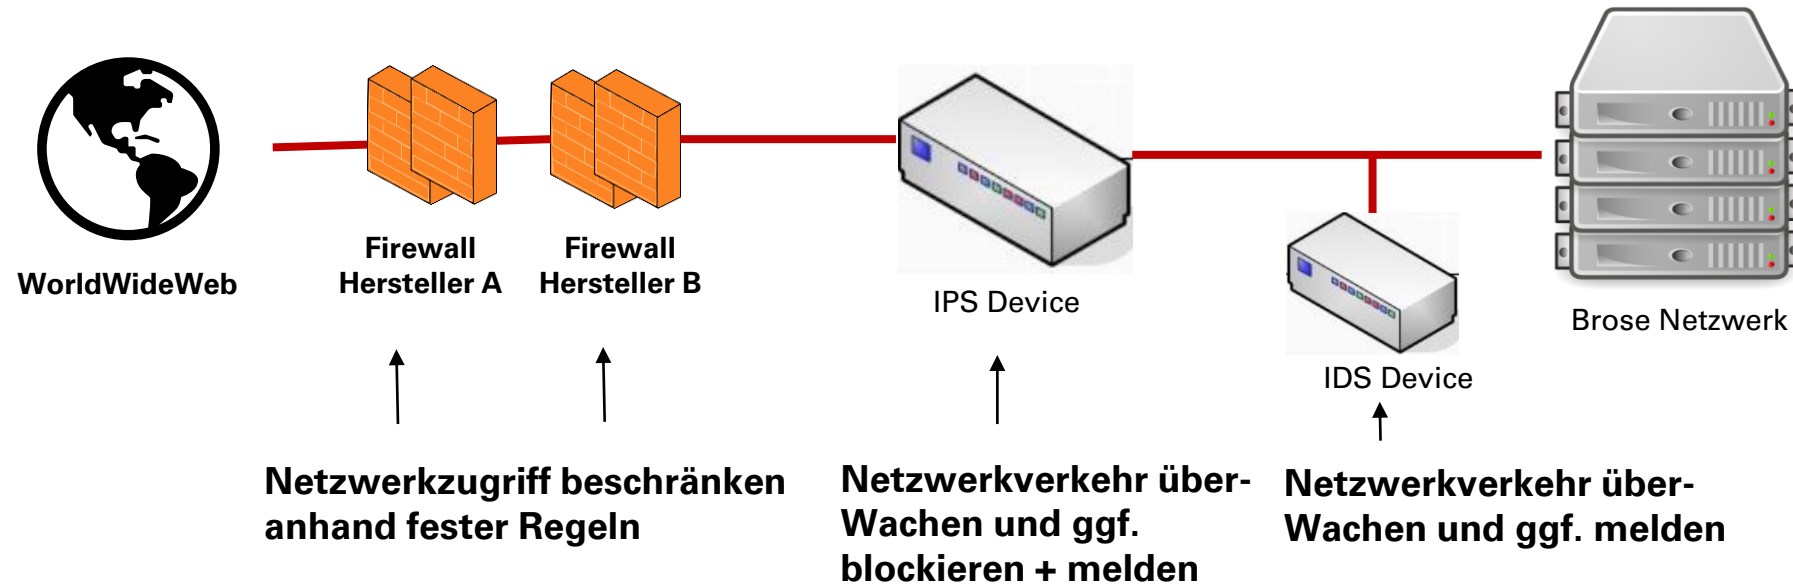 WorldWideWeb
Firewall
Hersteller A
Firewall
Hersteller B
IPS Device
IDS Device
Brose Netzwerk
Netzwerkzugriff beschränken
anhand fester Regeln
Netzwerkverkehr über-
Wachen und ggf.
blockieren + melden
Netzwerkverkehr über-
Wachen und ggf. melden